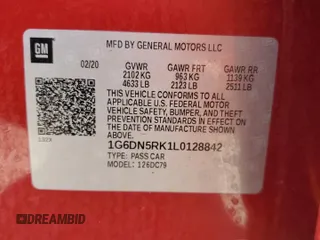 GM
MFD BY GENERAL MOTORS LLC
02/20 GVWR GAWR FRT GAWR RR
2102 KG 963 KG 1139 KG
4633 LB 2123 LB 2511 LB
THIS VEHICLE CONFORMS TO ALL
APPLICABLE U.S. FEDERAL MOTOR
VEHICLE SAFETY, BUMPER, AND THEFT
PREVENTION STANDARDS IN EFFECT ON
THE DATE OF MANUFACTURE SHOWN ABOVE.
1G6DN5RK1L0128842
TYPE: PASS CAR
MODEL: 126DC79
DREAMBID